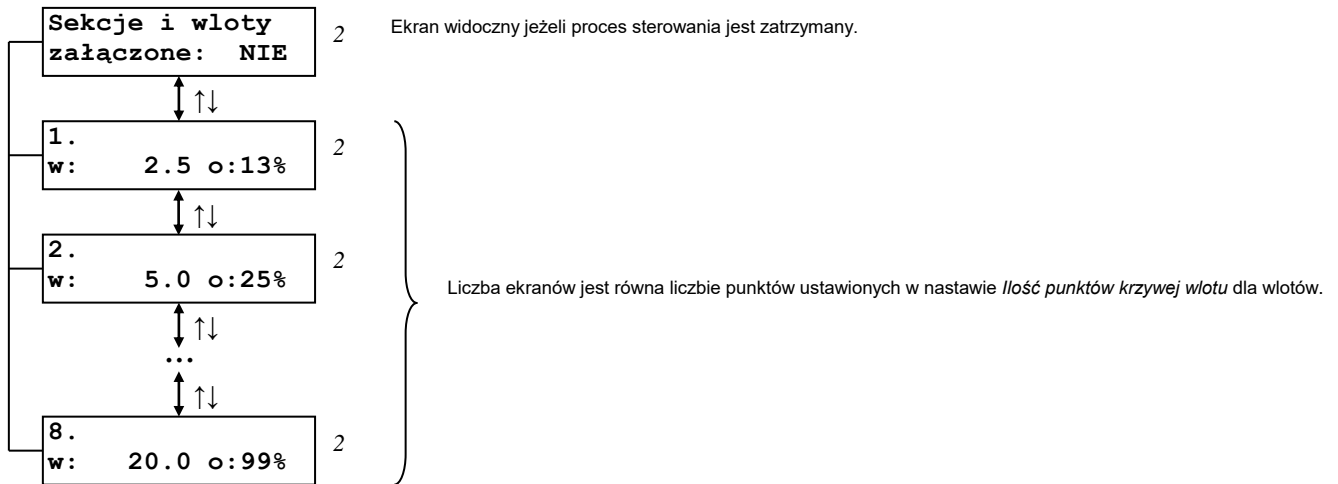 Sekcje i wloty
załączone: NIE
2
Ekran widoczny jeżeli proces sterowania jest zatrzymany.
↑↓
1.
w: 2.5 o:13%
2
↑↓
2.
w: 5.0 o:25%
2
Liczba ekranów jest równa liczbie punktów ustawionych w nastawie Ilość punktów krzywej wlotu dla wlotów.
↑↓
...
↑↓
8.
w: 20.0 o:99%
2